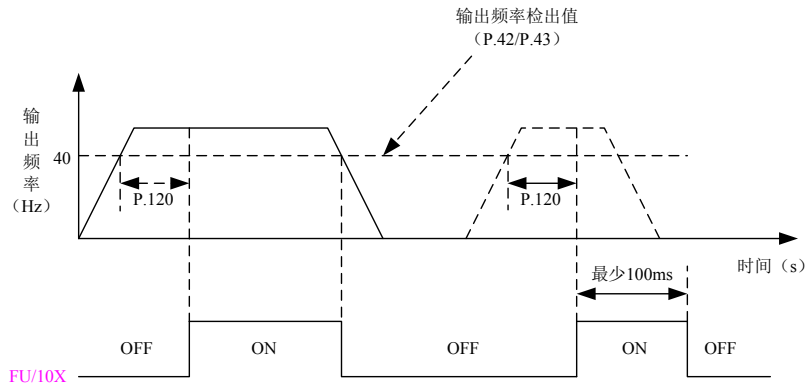 输出频率检出值
（P.42/P.43）
输出频率
（Hz）
40
P.120
P.120
时间（s）
最少100ms
OFF
ON
OFF
ON
OFF
FU/10X